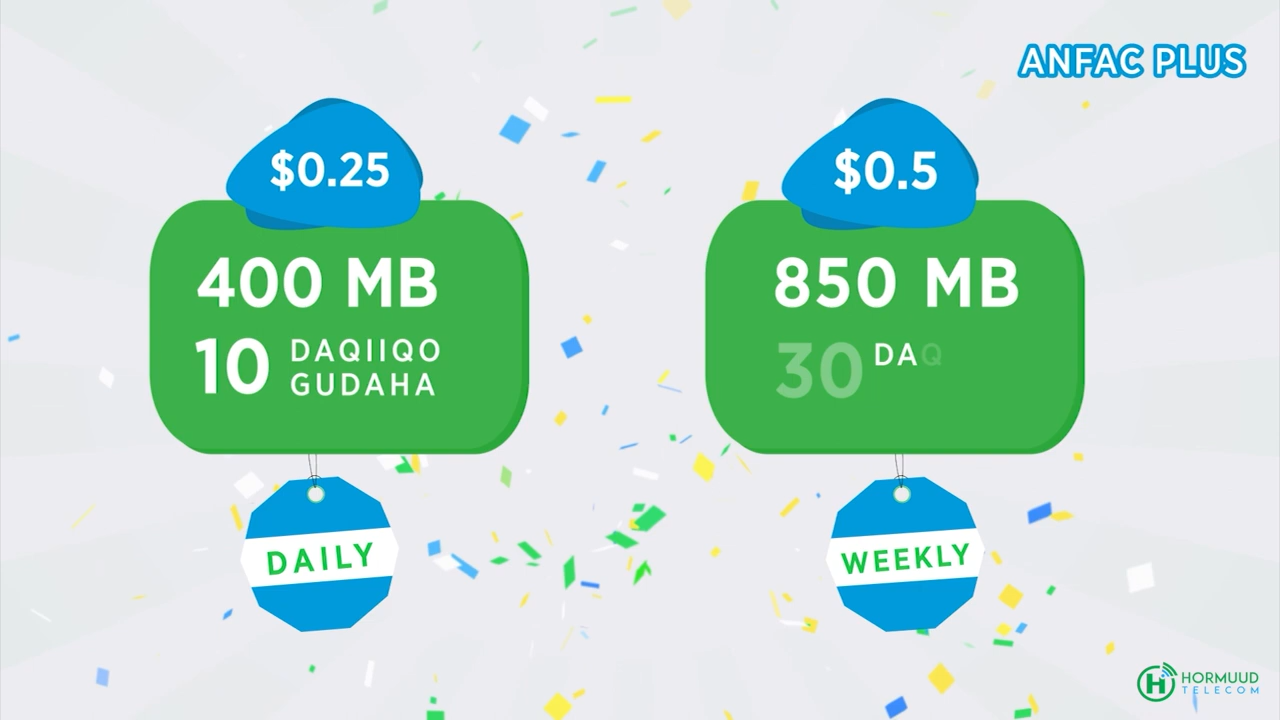 ANFAC PLUS
$0.25
400 MB
10 DAQIIQO
GUDAHA
DAILY
$0.5
850 MB
30 DAQ
WEEKLY
HORMUUD
TELECOM